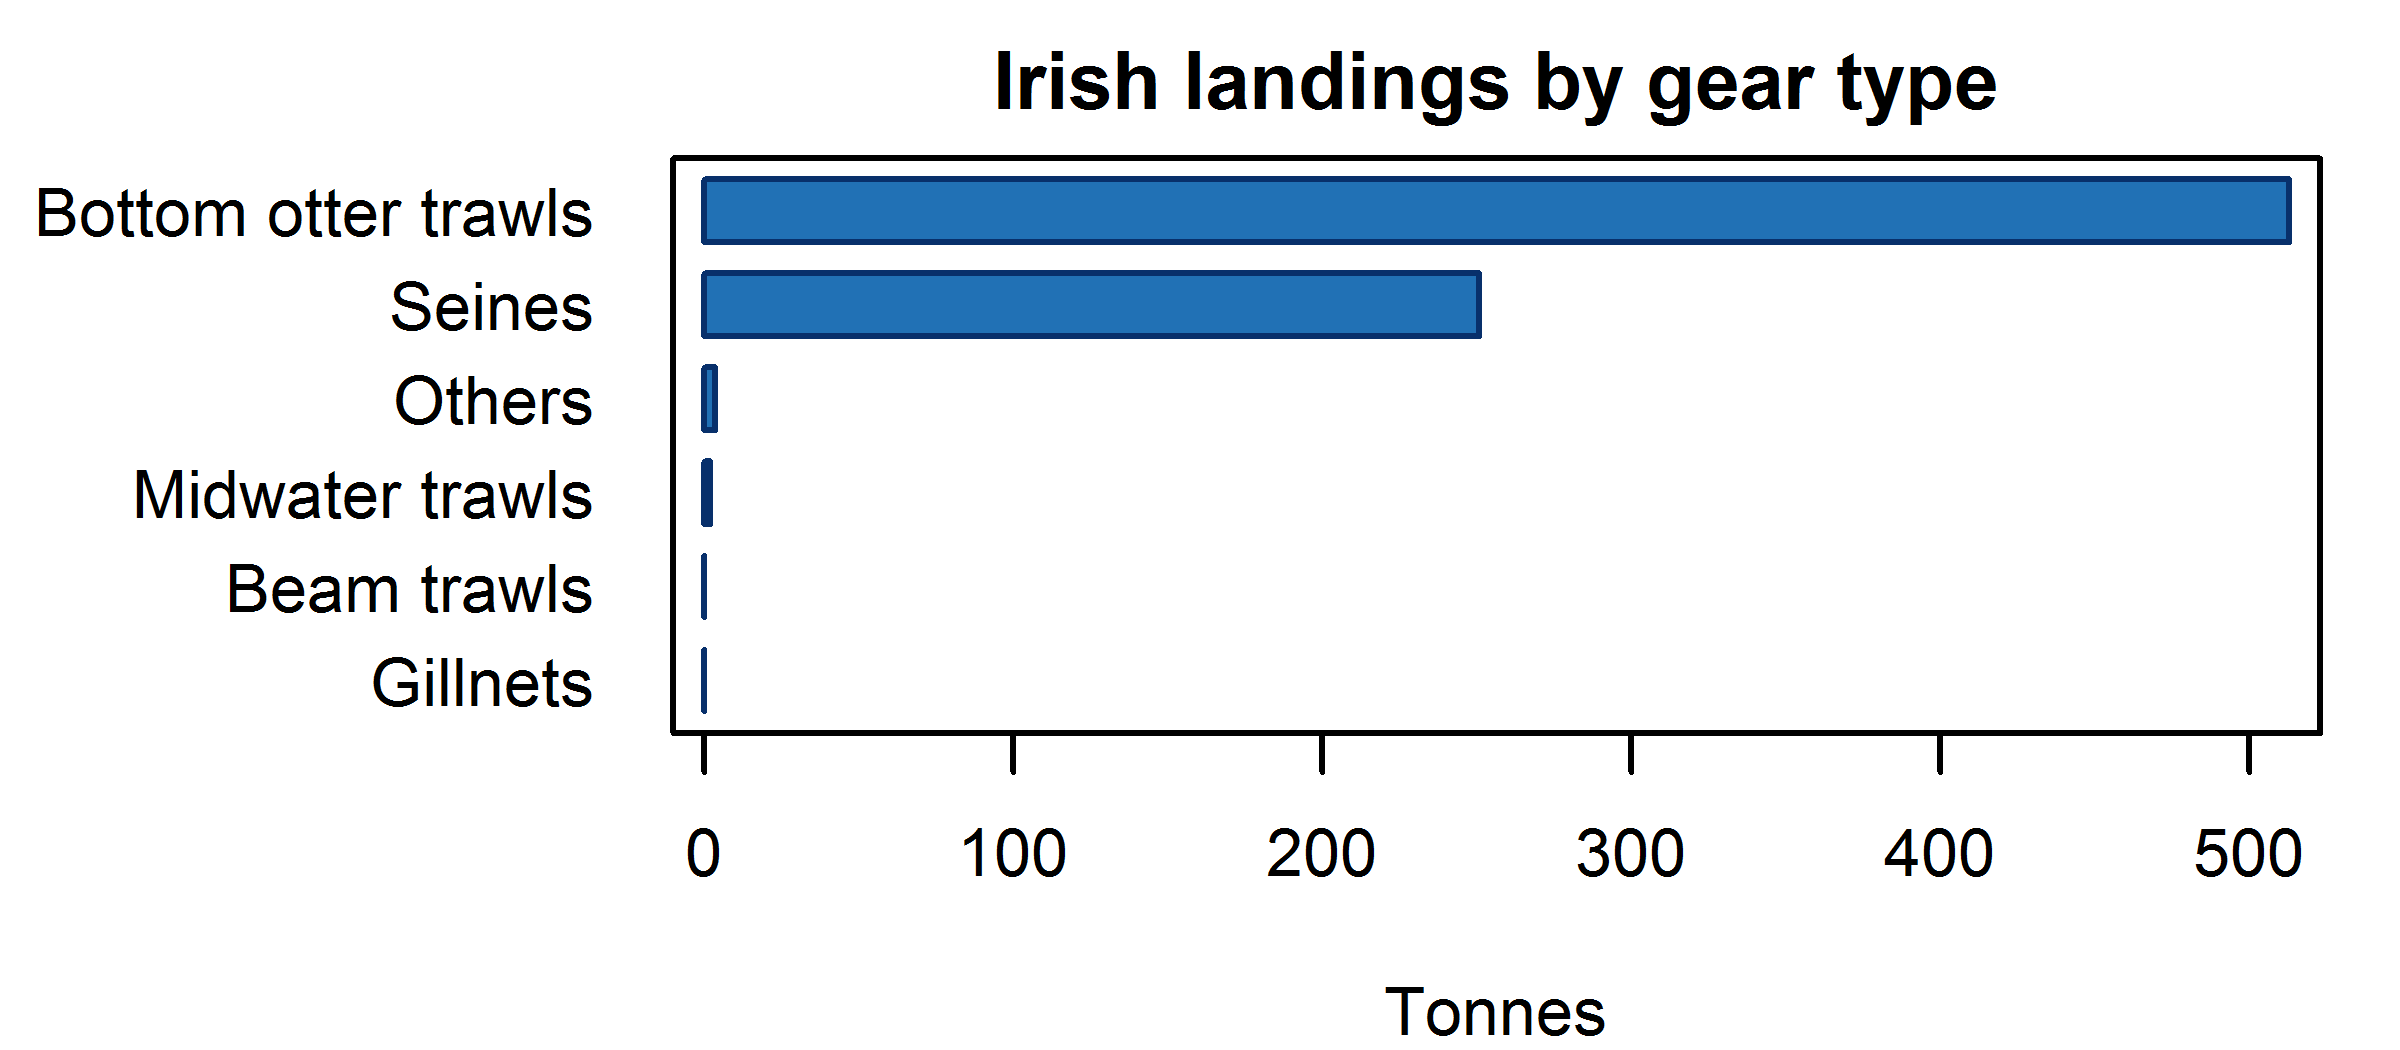 Irish landings by gear type
Bottom otter trawls
Seines
Others
Midwater trawls
Beam trawls
Gillnets
0 100 200 300 400 500
Tonnes